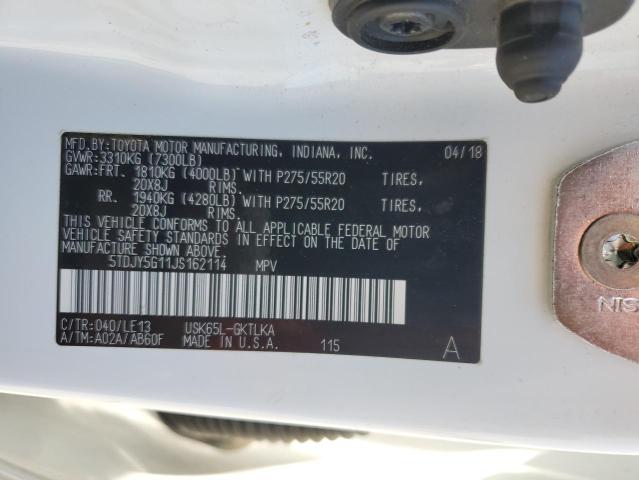 MFD.BY:TOYOTA MOTOR MANUFACTURING, INDIANA, INC. 04/18
GVWR:3310KG (7300LB)
GAWR:FRT. 1810KG (4000LB) WITH P275/55R20 TIRES,
20X8J RIMS,
RR. 1940KG (4280LB) WITH P275/55R20 TIRES,
20X8J RIMS.
THIS VEHICLE CONFORMS TO ALL APPLICABLE FEDERAL MOTOR
VEHICLE SAFETY STANDARDS IN EFFECT ON THE DATE OF
MANUFACTURE SHOWN ABOVE.
5TDJY5G11JS162114 MPV
C/TR:040/LE13 USK65L-GKTLKA
A/TM:A02A/AB60F MADE IN U.S.A. 115 A
NIS